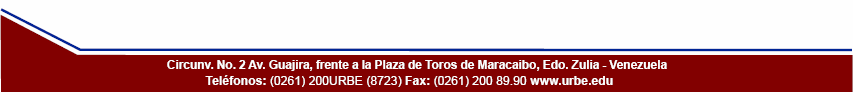 Circunv. No. 2 Av. Guajira, frente a la Plaza de Toros de Maracaibo, Edo. Zulia - Venezuela
Teléfonos: (0261) 200URBE (8723) Fax: (0261) 200 89.90 www.urbe.edu